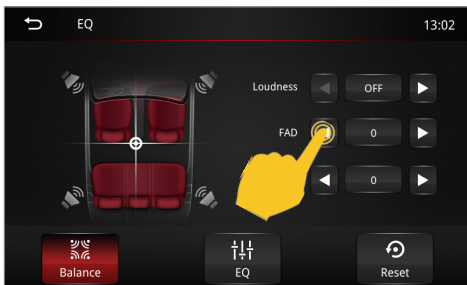 EQ 13:02
Loudness OFF
FAD 0
0
Balance EQ Reset